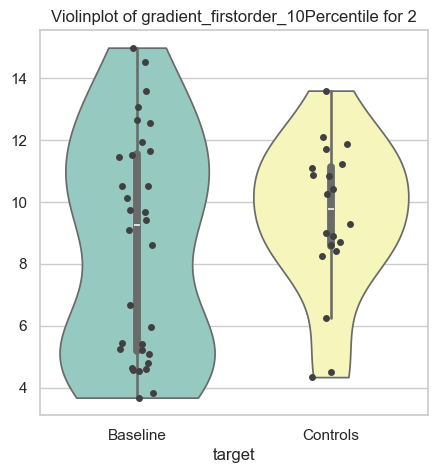 Violinplot of gradient_firstorder_10Percentile for 2
14
12
10
8
6
4
Baseline Controls
target